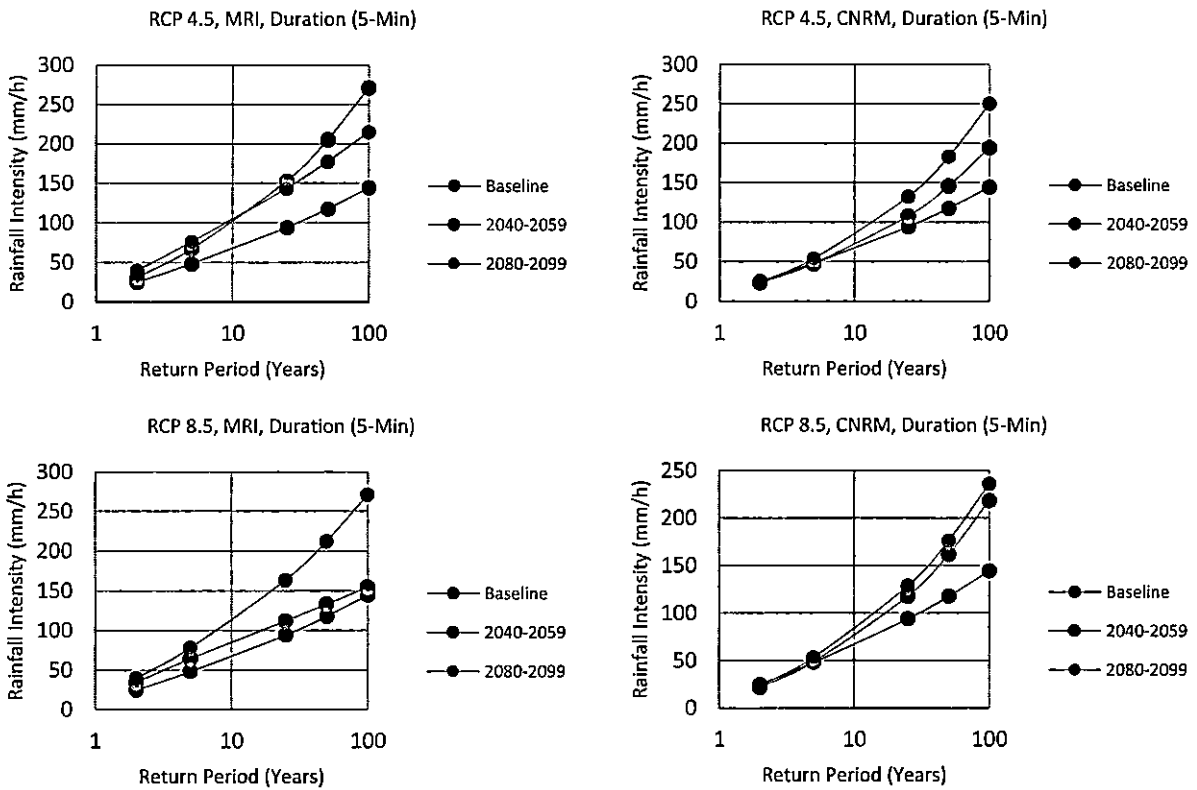 RCP 4.5, MRI, Duration (5-Min)
Rainfall Intensity (mm/h)
300
250
200
150
100
50
0
1
10
100
Return Period (Years)
Baseline
2040-2059
2080-2099
RCP 4.5, CNRM, Duration (5-Min)
Rainfall Intensity (mm/h)
300
250
200
150
100
50
0
1
10
100
Return Period (Years)
Baseline
2040-2059
2080-2099
RCP 8.5, MRI, Duration (5-Min)
Rainfall Intensity (mm/h)
300
250
200
150
100
50
0
1
10
100
Return Period (Years)
Baseline
2040-2059
2080-2099
RCP 8.5, CNRM, Duration (5-Min)
Rainfall Intensity (mm/h)
250
200
150
100
50
0
1
10
100
Return Period (Years)
Baseline
2040-2059
2080-2099